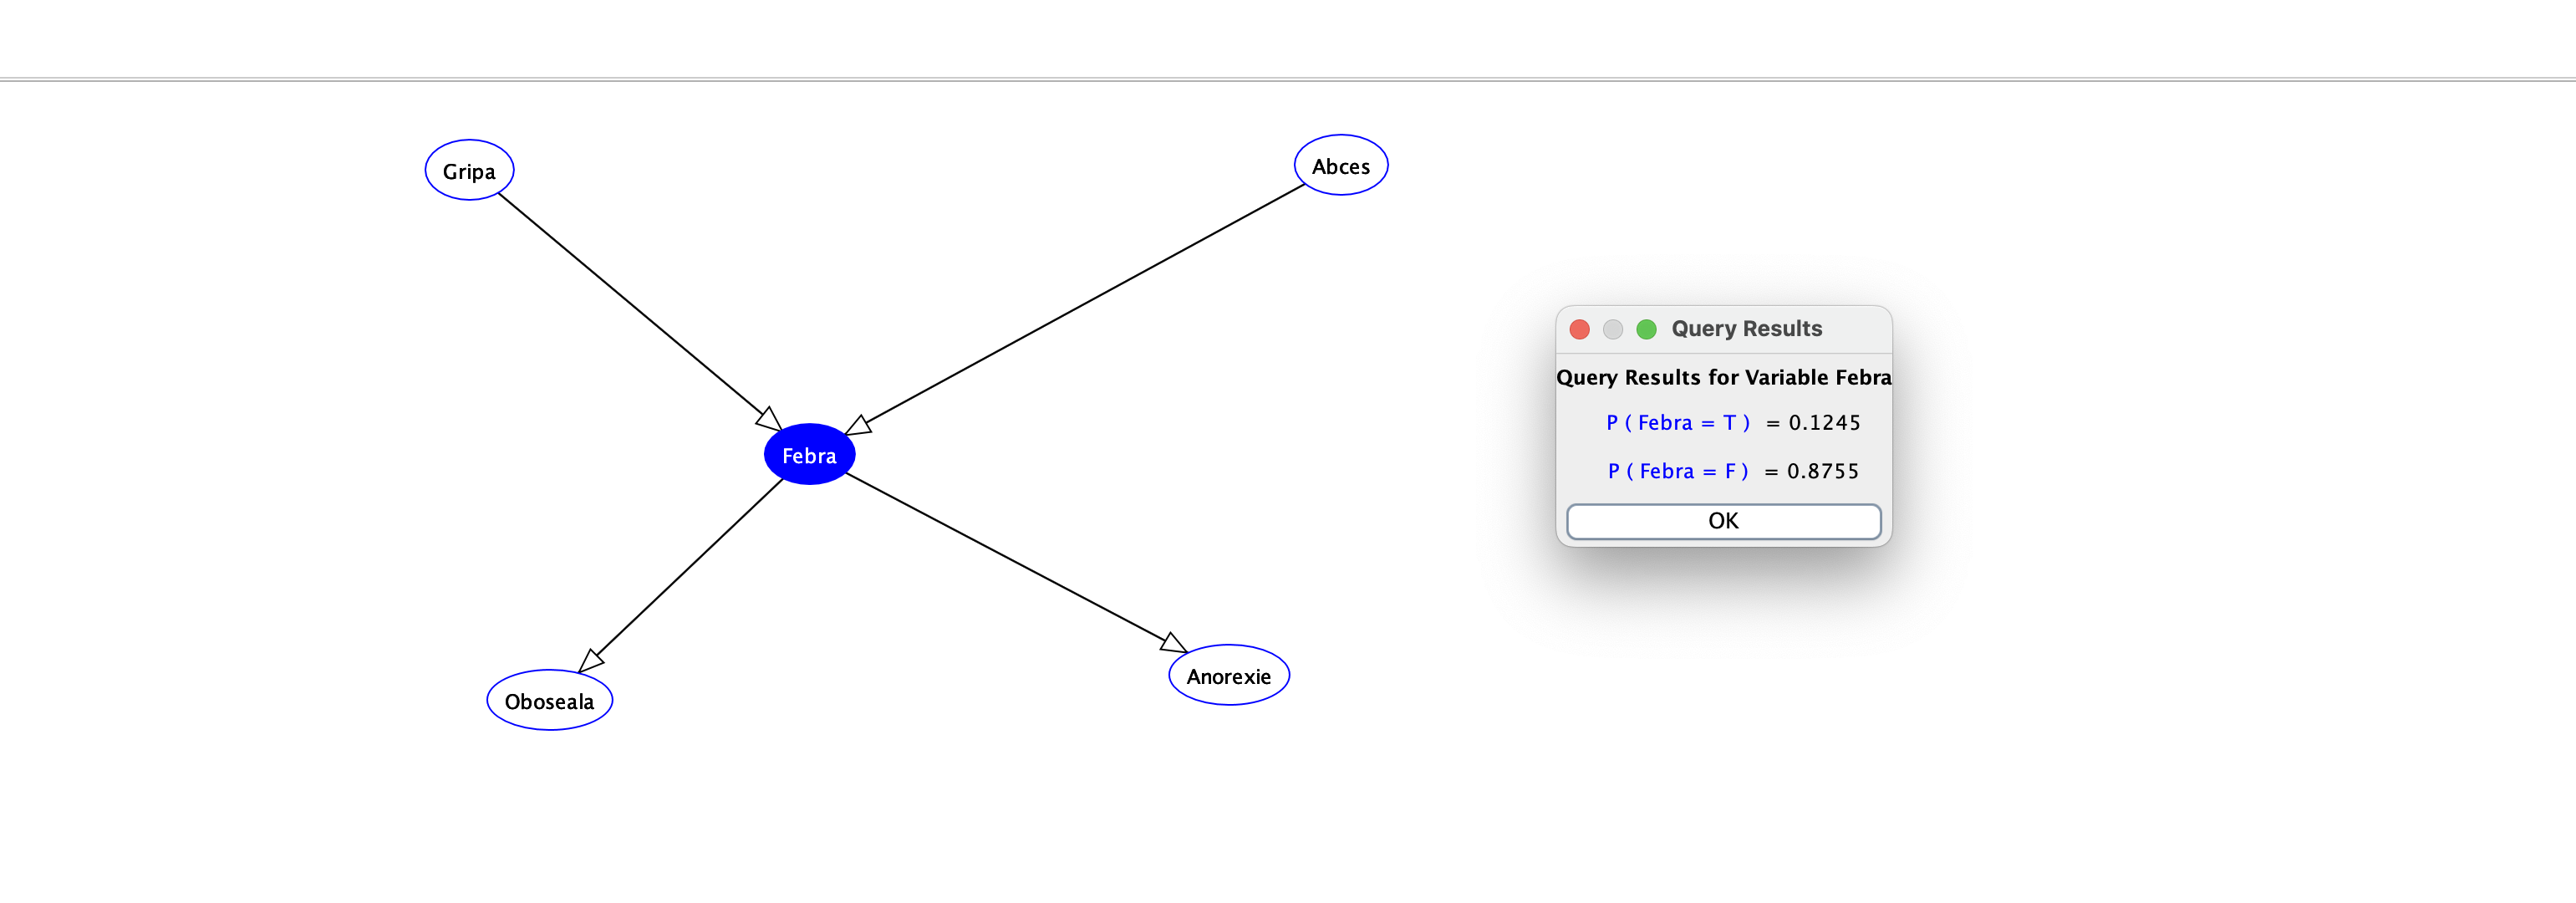 Gripa
Abces
Febra
Oboseala
Anorexie
Query Results
Query Results for Variable Febra
P ( Febra = T ) = 0.1245
P ( Febra = F ) = 0.8755
OK